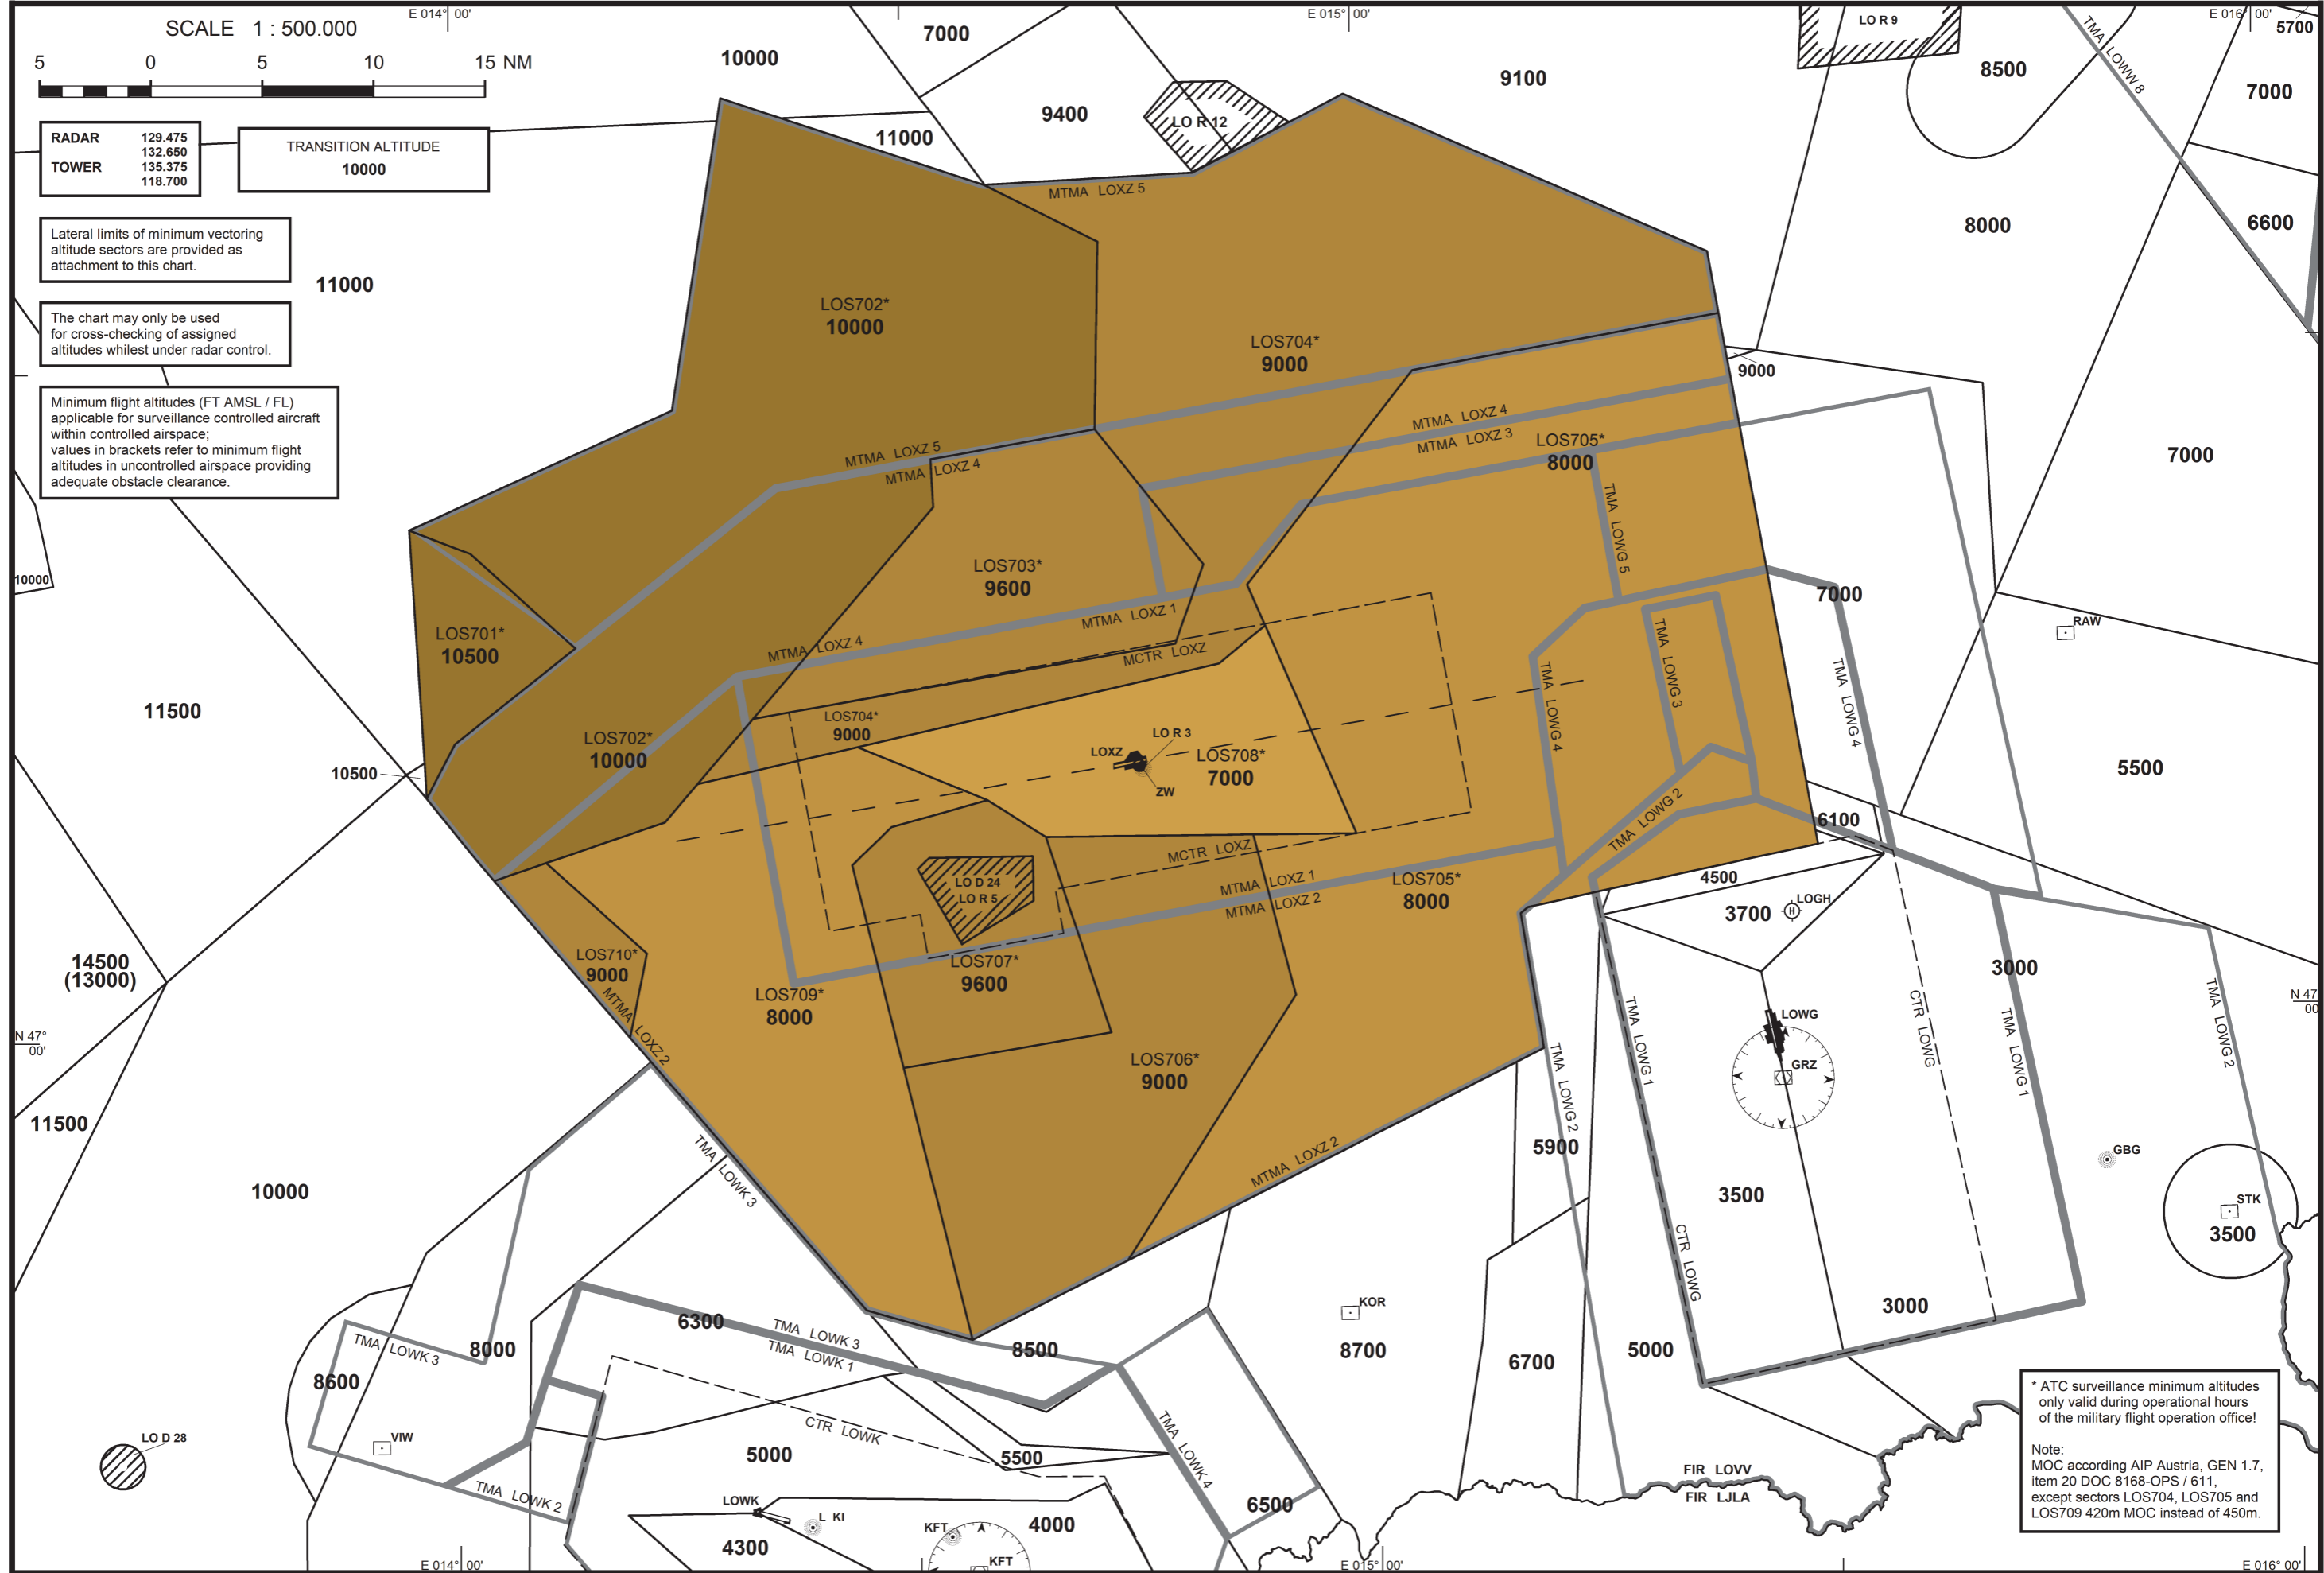 SCALE 1 : 500.000
5 0 5 10 15 NM
E 014° 00'
E 015° 00'
E 016° 00'
RADAR 129.475
132.650
TOWER 135.375
118.700
TRANSITION ALTITUDE
10000
Lateral limits of minimum vectoring
altitude sectors are provided as
attachment to this chart.
The chart may only be used
for cross-checking of assigned
altitudes whilest under radar control.
Minimum flight altitudes (FT AMSL / FL)
applicable for surveillance controlled aircraft
within controlled airspace;
values in brackets refer to minimum flight
altitudes in uncontrolled airspace providing
adequate obstacle clearance.
10000
7000
9400
11000
LO R 12
9100
LO R 9
8500
TMA LOWW 8
5700
7000
6600
8000
11000
MTMA LOXZ 5
LOS702*
10000
LOS704*
9000
9000
7000
MTMA LOXZ 5
MTMA LOXZ 4
MTMA LOXZ 4
MTMA LOXZ 3
LOS705*
8000
TMA LOWG 5
10000
LOS703*
9600
LOS701*
10500
MTMA LOXZ 4
MTMA LOXZ 1
MCTR LOXZ
7000
RAW
TMA LOWG 3
TMA LOWG 4
TMA LOWG 4
11500
LOS704*
9000
LOS702*
10000
10500
LOXZ
LO R 3
ZW
LOS708*
7000
5500
TMA LOWG 2
6100
MCTR LOXZ
LO D 24
LO R 5
MTMA LOXZ 1
MTMA LOXZ 2
LOS705*
8000
4500
3700
LOGH
14500
(13000)
LOS710*
9000
LOS707*
9600
LOS709*
8000
MTMA LOXZ 2
3000
N 47°
00'
N 47
00
LOWG
GRZ
TMA LOWG 1
CTR LOWG
TMA LOWG 1
TMA LOWG 2
LOS706*
9000
TMA LOWG 2
11500
5900
GBG
MTMA LOXZ 2
TMA LOWK 3
10000
3500
STK
3500
CTR LOWG
KOR
3000
6300
TMA LOWK 3
TMA LOWK 1
TMA LOWK 3
8000
8500
8700
6700
5000
8600
CTR LOWK
LO D 28
VIW
5000
5500
TMA LOWK 4
TMA LOWK 2
FIR LOVV
FIR LJLA
LOWK
L KI
KFT
4000
6500
4300
KFT
* ATC surveillance minimum altitudes
only valid during operational hours
of the military flight operation office!
Note:
MOC according AIP Austria, GEN 1.7,
item 20 DOC 8168-OPS / 611,
except sectors LOS704, LOS705 and
LOS709 420m MOC instead of 450m.
E 014° 00'
E 015° 00'
E 016° 00'